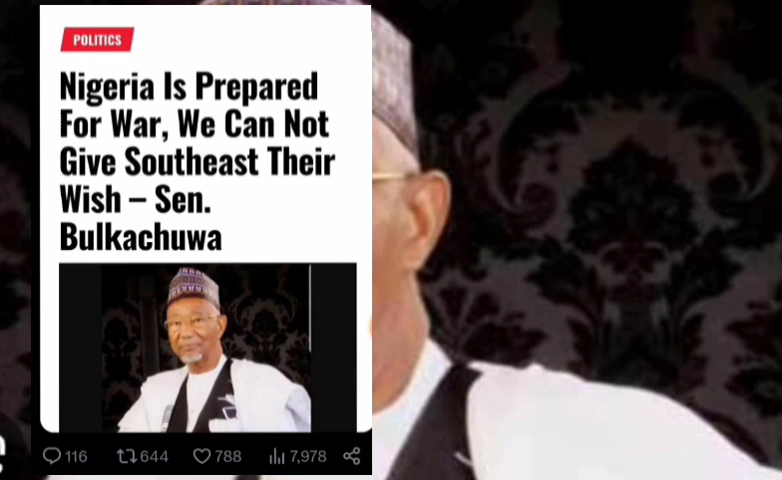 POLITICS
Nigeria Is Prepared
For War, We Can Not
Give Southeast Their
Wish – Sen.
Bulkachuwa
116 644 788 7,978